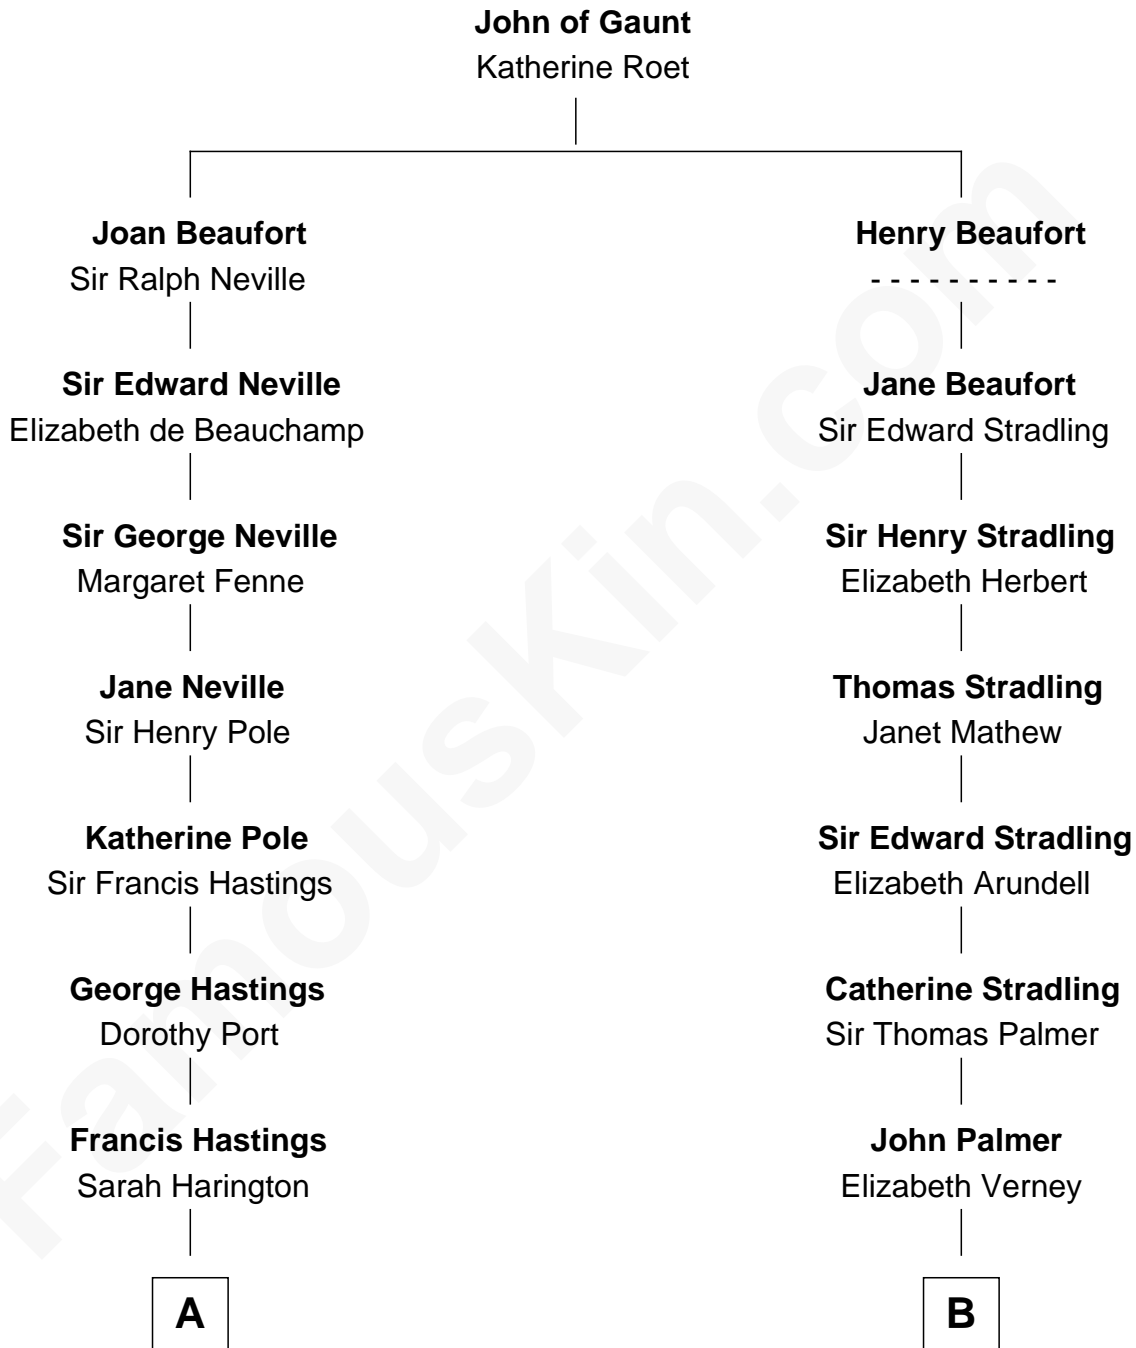 John of Gaunt
Katherine Roet
Joan Beaufort
Sir Ralph Neville
Sir Edward Neville
Elizabeth de Beauchamp
Sir George Neville
Margaret Fenne
Jane Neville
Sir Henry Pole
Katherine Pole
Sir Francis Hastings
George Hastings
Dorothy Port
Francis Hastings
Sarah Harington
A
Henry Beaufort
- - - - - - - - - -
Jane Beaufort
Sir Edward Stradling
Sir Henry Stradling
Elizabeth Herbert
Thomas Stradling
Janet Mathew
Sir Edward Stradling
Elizabeth Arundell
Catherine Stradling
Sir Thomas Palmer
John Palmer
Elizabeth Verney
B
FamousKin.com